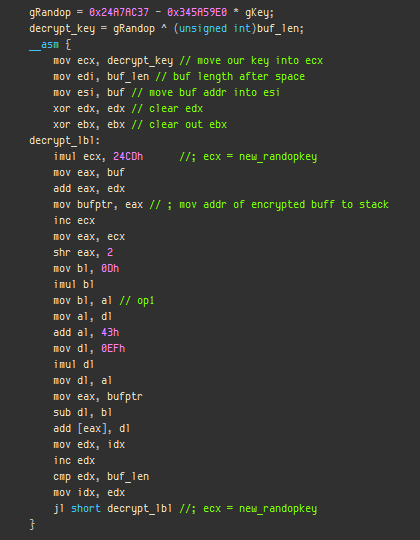 gRandop = 0x24A7AC37 - 0x345A59E0 * gKey;
decrypt_key = gRandop ^ (unsigned int)buf_len;
__asm {
mov ecx, decrypt_key // move our key into ecx
mov edi, buf_len // buf length after space
mov esi, buf // move buf addr into esi
xor edx, edx // clear edx
xor ebx, ebx // clear out ebx
decrypt_lbl:
imul ecx, 24CDh //; ecx = new_randopkey
mov eax, buf
add eax, edx
mov bufptr, eax // ; mov addr of encrypted buff to stack
inc ecx
mov eax, ecx
shr eax, 2
mov bl, 0Dh
imul bl
mov bl, al // op1
mov al, dl
add al, 43h
mov dl, 0EFh
imul dl
mov dl, al
mov eax, bufptr
sub dl, bl
add [eax], dl
mov edx, idx
inc edx
cmp edx, buf_len
mov idx, edx
jl short decrypt_lbl //; ecx = new_randopkey
}